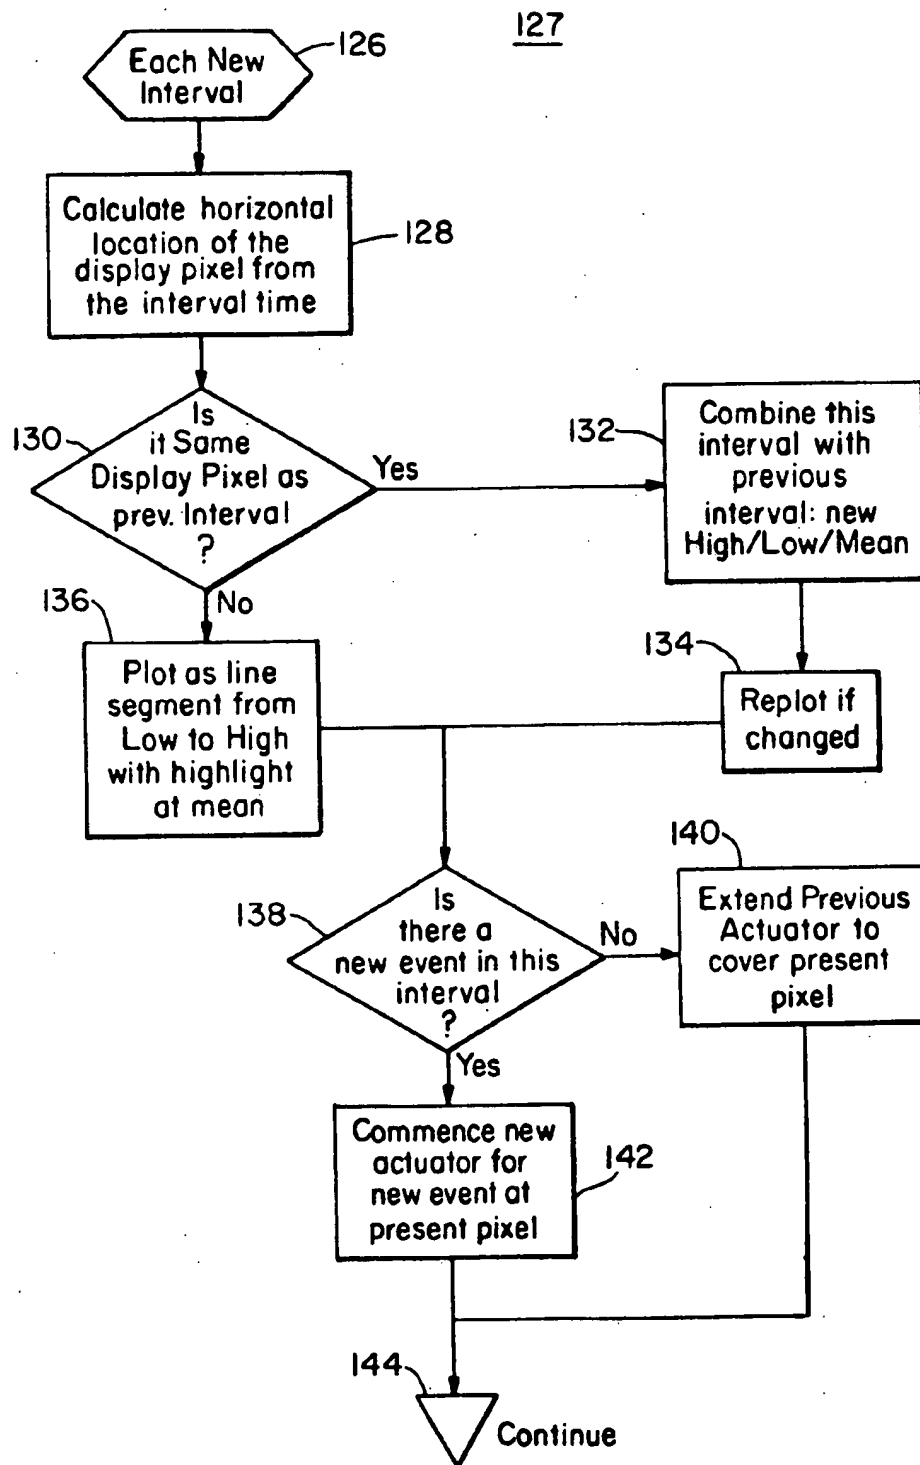 127
126
Each New
Interval
Calculate horizontal
location of the
display pixel from
the interval time
128
130
Is
it Same
Display Pixel as
prev. Interval
?
Yes
No
132
Combine this
interval with
previous
interval: new
High/Low/Mean
134
Replot if
changed
136
Plot as line
segment from
Low to High
with highlight
at mean
138
Is
there a
new event in this
interval
?
No
Yes
140
Extend Previous
Actuator to
cover present
pixel
Commence new
actuator for
new event at
present pixel
142
144
Continue